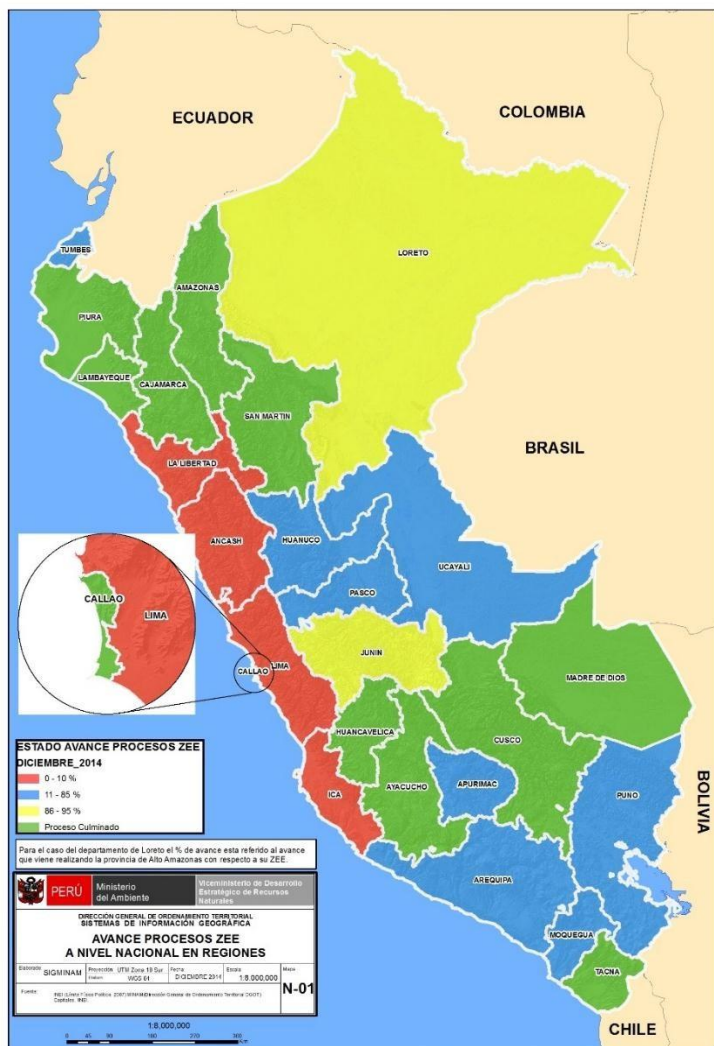 ECUADOR
COLOMBIA
TUMBES
LORETO
AMAZONAS
PIURA
LAMBAYEQUE
CAJAMARCA
SAN MARTIN
BRASIL
LA LIBERTAD
ANCASH
HUANUCO
UCAYALI
PASCO
CALLAO
LIMA
JUNIN
LIMA
CALLAO
MADRE DE DIOS
HUANCAVELICA
CUSCO
ICA
AYACUCHO
APURIMAC
PUNO
BOLIVIA
AREQUIPA
MOQUEGUA
TACNA
CHILE
ESTADO AVANCE PROCESOS ZEE
DICIEMBRE_2014
0 - 10 %
11 - 85 %
86 - 95 %
Proceso Culminado
Para el caso del departamento de Loreto el % de avance esta referido al avance
que viene realizando la provincia de Alto Amazonas con respecto a su ZEE.
PERÚ
Ministerio
del Ambiente
Viceministerio de Desarrollo
Estratégico de Recursos
Naturales
DIRECCIÓN GENERAL DE ORDENAMIENTO TERRITORIAL
SISTEMAS DE INFORMACIÓN GEOGRÁFICA
AVANCE PROCESOS ZEE
A NIVEL NACIONAL EN REGIONES
SIGMINAM
UTM Zona 18 Sur
WGS 84
Fecha
DICIEMBRE 2014
Escala
1:8,000,000
Mapa
N-01
Fuente:
1:8,000,000